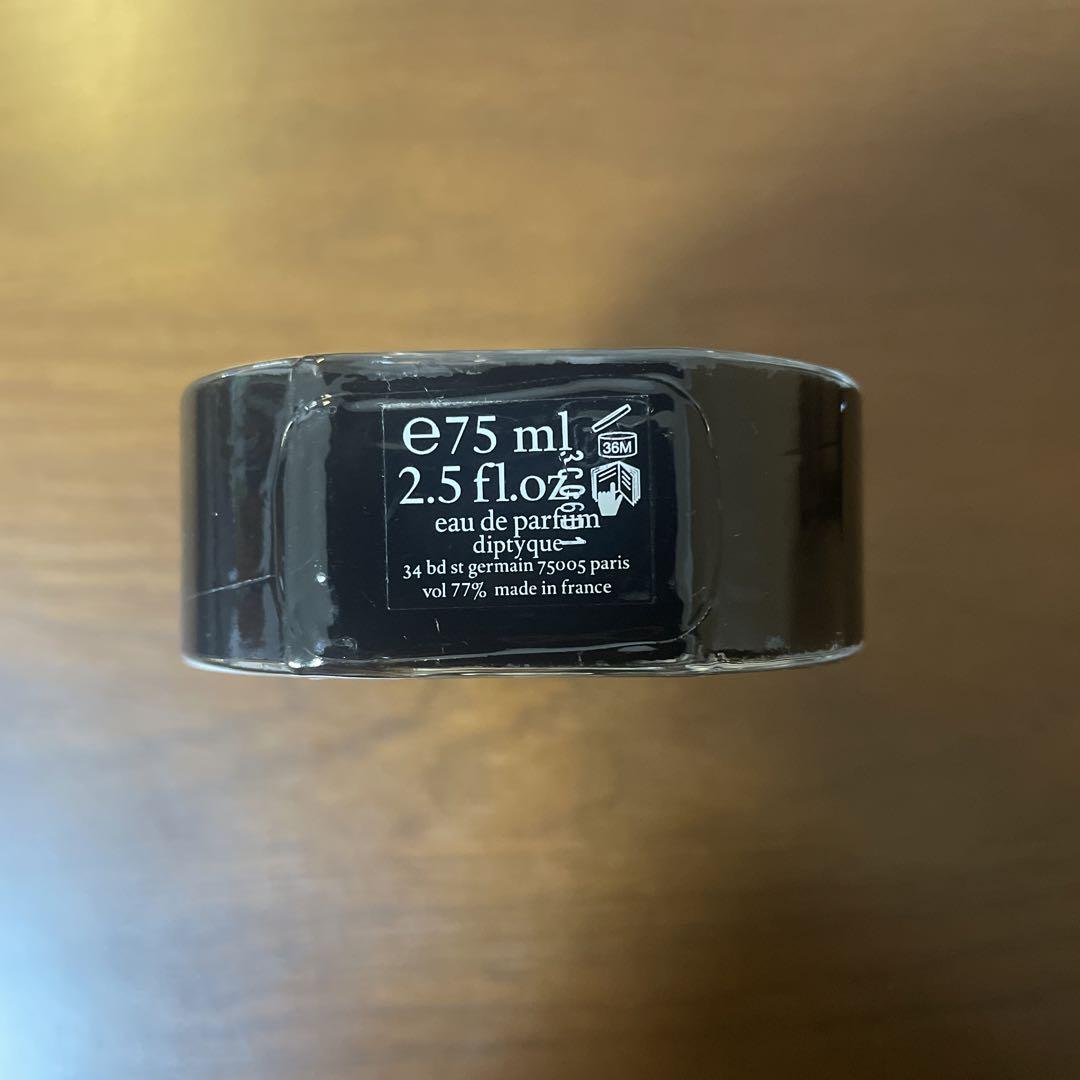 ℮75 ml
36M
2.5 fl.oz
eau de parfum
diptyque
34 bd st germain 75005 paris
vol 77% made in france